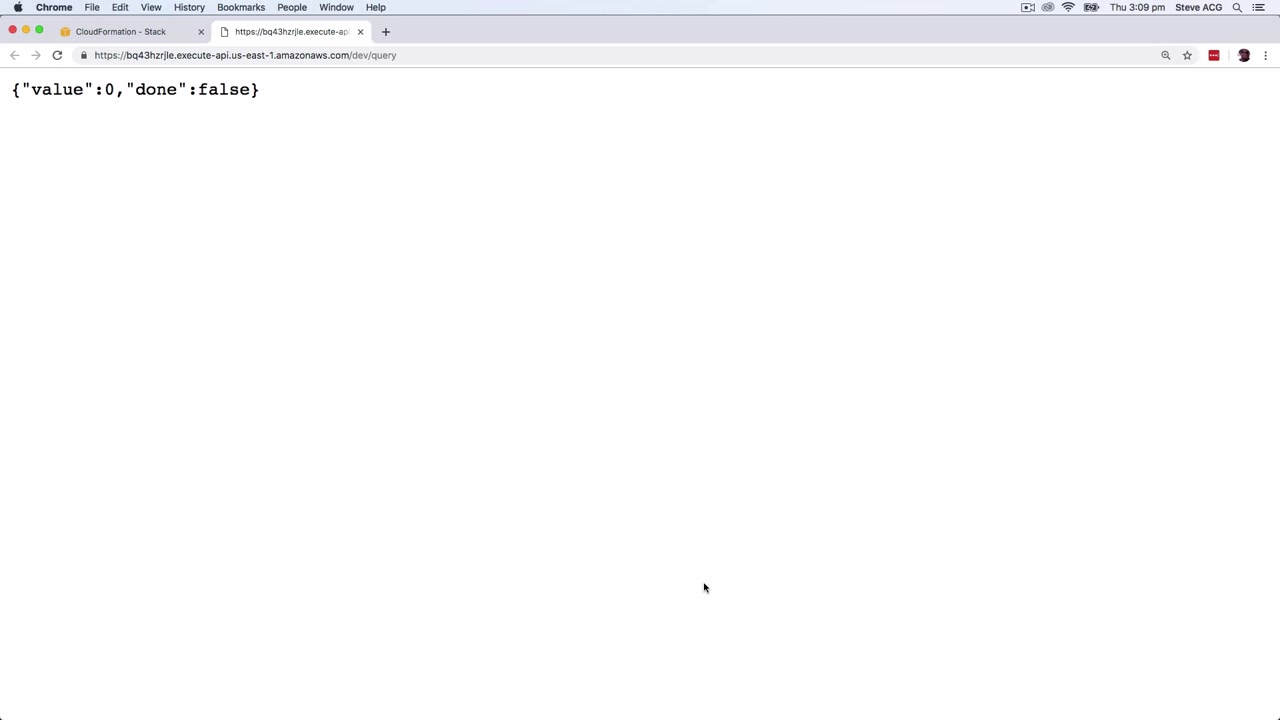 Chrome File Edit View History Bookmarks People Window Help Thu 3:09 pm Steve ACG
CloudFormation - Stack https://bq43hzrjle.execute-api
https://bq43hzrjle.execute-api.us-east-1.amazonaws.com/dev/query
{"value":0,"done":false}